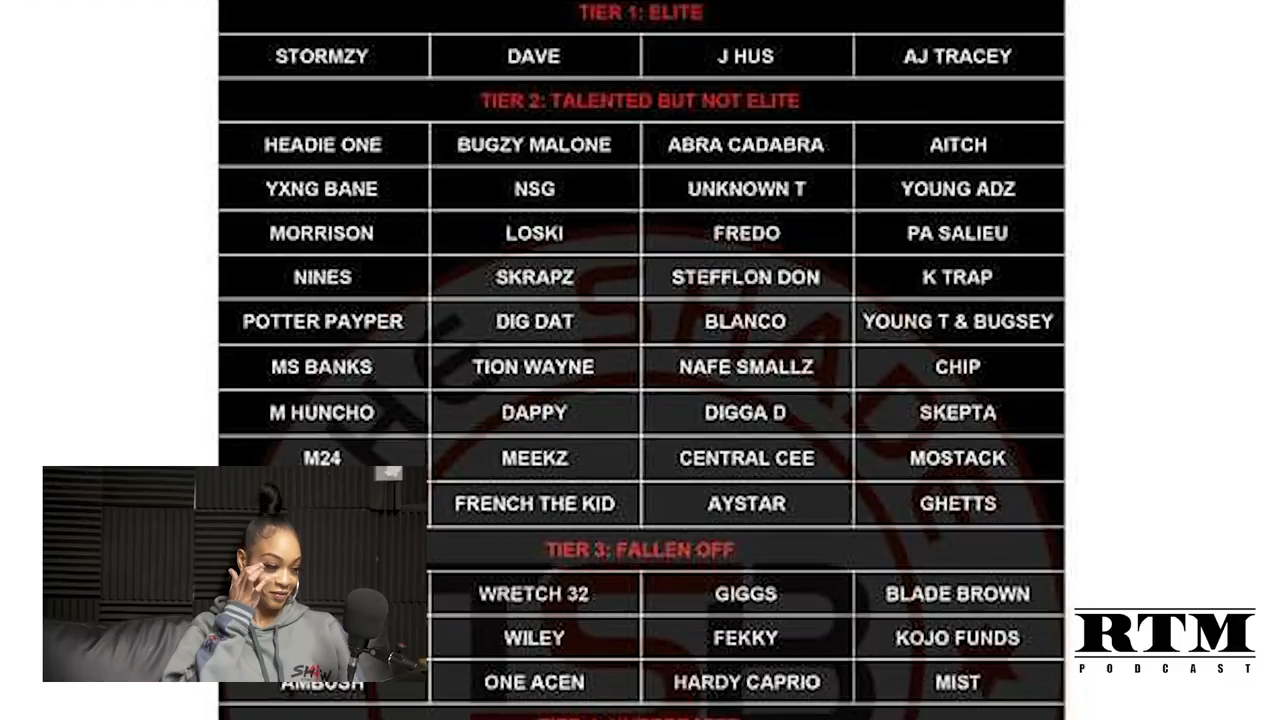 TIER 1: ELITE
STORMZY DAVE J HUS AJ TRACEY
TIER 2: TALENTED BUT NOT ELITE
HEADIE ONE BUGZY MALONE ABRA CADABRA AITCH
YXNG BANE NSG UNKNOWN T YOUNG ADZ
MORRISON LOSKI FREDO PA SALIEU
NINES SKRAPZ STEFFLON DON K TRAP
POTTER PAYPER DIG DAT BLANCO YOUNG T & BUGSEY
MS BANKS TION WAYNE NAFE SMALLZ CHIP
M HUNCHO DAPPY DIGGA D SKEPTA
M24 MEEKZ CENTRAL CEE MOSTACK
FRENCH THE KID AYSTAR GHETTS
TIER 3: FALLEN OFF
WRETCH 32 GIGGS BLADE BROWN
WILEY FEKKY KOJO FUNDS
AMBUSH ONE ACEN HARDY CAPRIO MIST
RTM
PODCAST